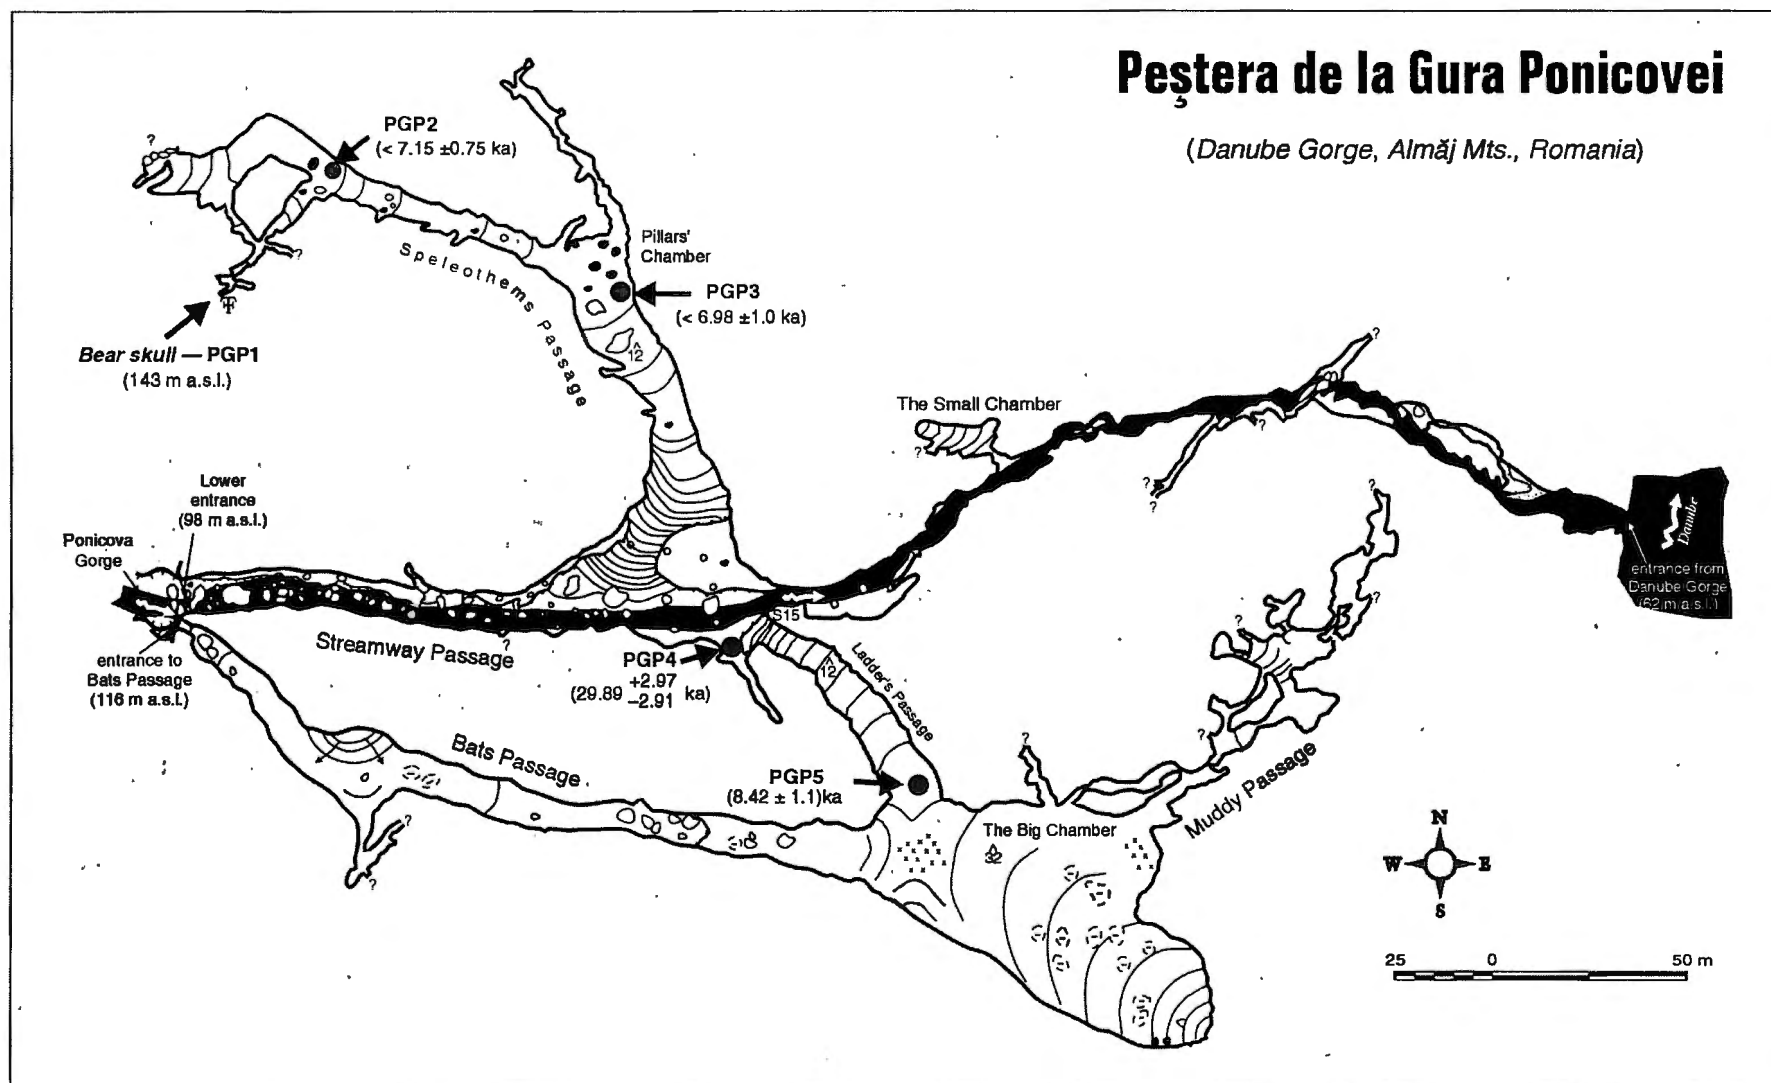 Peştera de la Gura Ponicovei
(Danube Gorge, Almăj Mts., Romania)
PGP2
(< 7.15 ±0.75 ka)
?
?
Pillars'
Chamber
Speleothems Passage
PGP3
(< 6.98 ±1.0 ka)
12
Bear skull — PGP1
(143 m a.s.l.)
?
The Small Chamber
?
?
?
?
?
Lower
entrance
(98 m a.s.l.)
Ponicova
Gorge
Danube
entrance from
Danube Gorge
(62 m a.s.l.)
?
?
?
?
S15
Streamway Passage
?
entrance to
Bats Passage
(116 m a.s.l.)
PGP4
(29.89 +2.97 −2.91 ka)
12
Ladder's Passage
Bats Passage
PGP5
(8.42 ± 1.1)ka
?
?
Muddy Passage
The Big Chamber
32
?
?
N
W
E
S
25 0 50 m